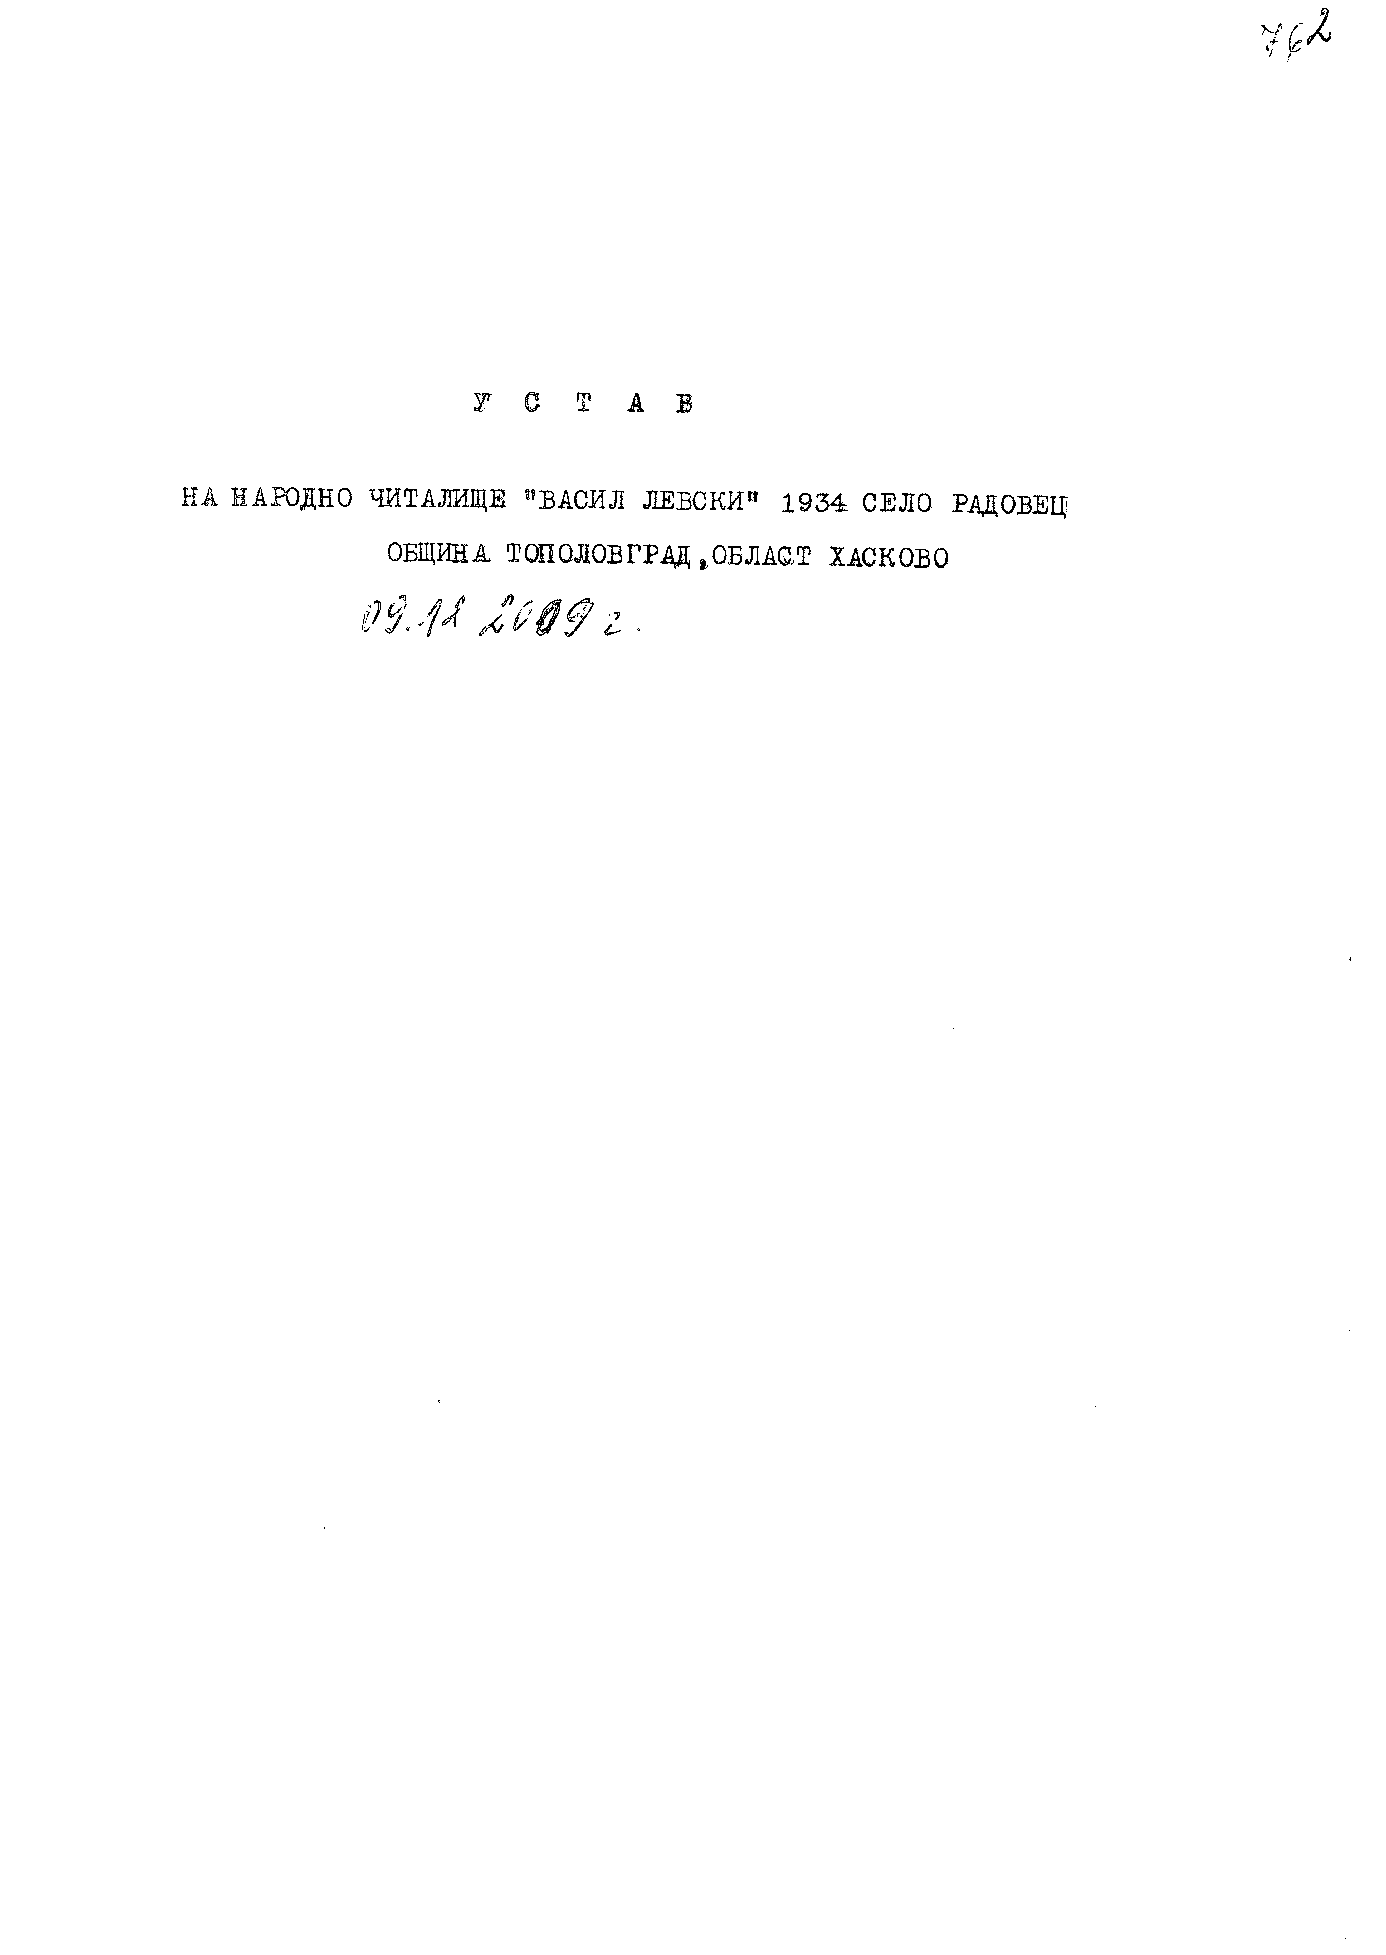 762
У С Т А В
НА НАРОДНО ЧИТАЛИЩЕ "ВАСИЛ ЛЕВСКИ" 1934 СЕЛО РАДОВЕЦ
ОБЩИНА ТОПОЛОВГРАД,ОБЛАСТ ХАСКОВО
09.12 2009 г.